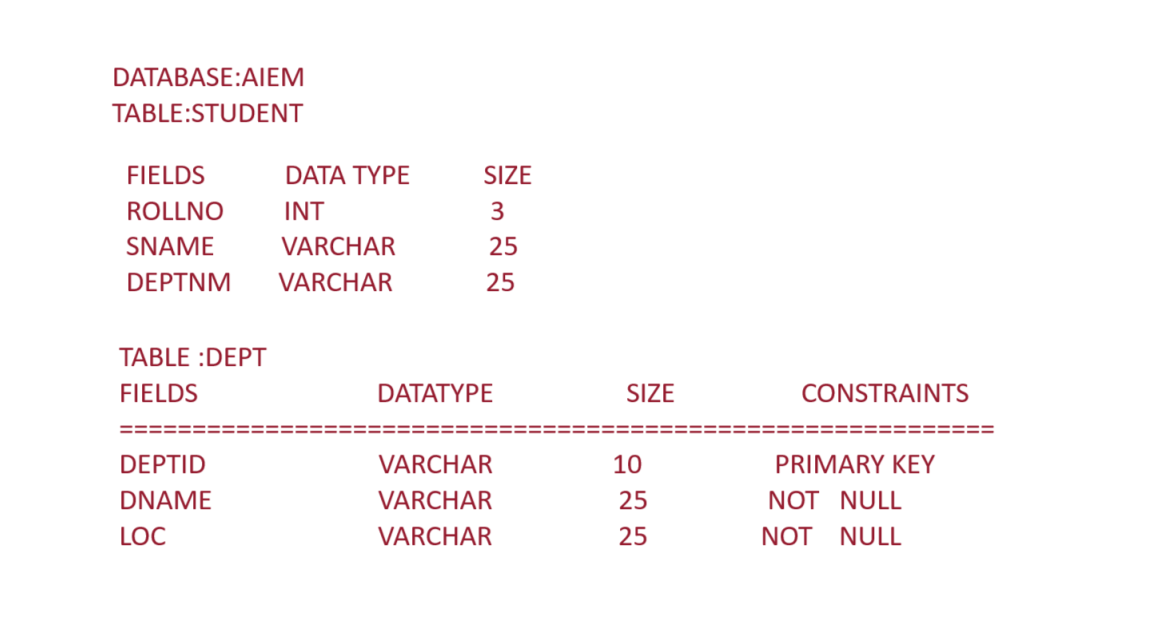 DATABASE:AIEM
TABLE:STUDENT
FIELDS DATA TYPE SIZE
ROLLNO INT 3
SNAME VARCHAR 25
DEPTNM VARCHAR 25
TABLE :DEPT
FIELDS DATATYPE SIZE CONSTRAINTS
============================================================
DEPTID VARCHAR 10 PRIMARY KEY
DNAME VARCHAR 25 NOT NULL
LOC VARCHAR 25 NOT NULL